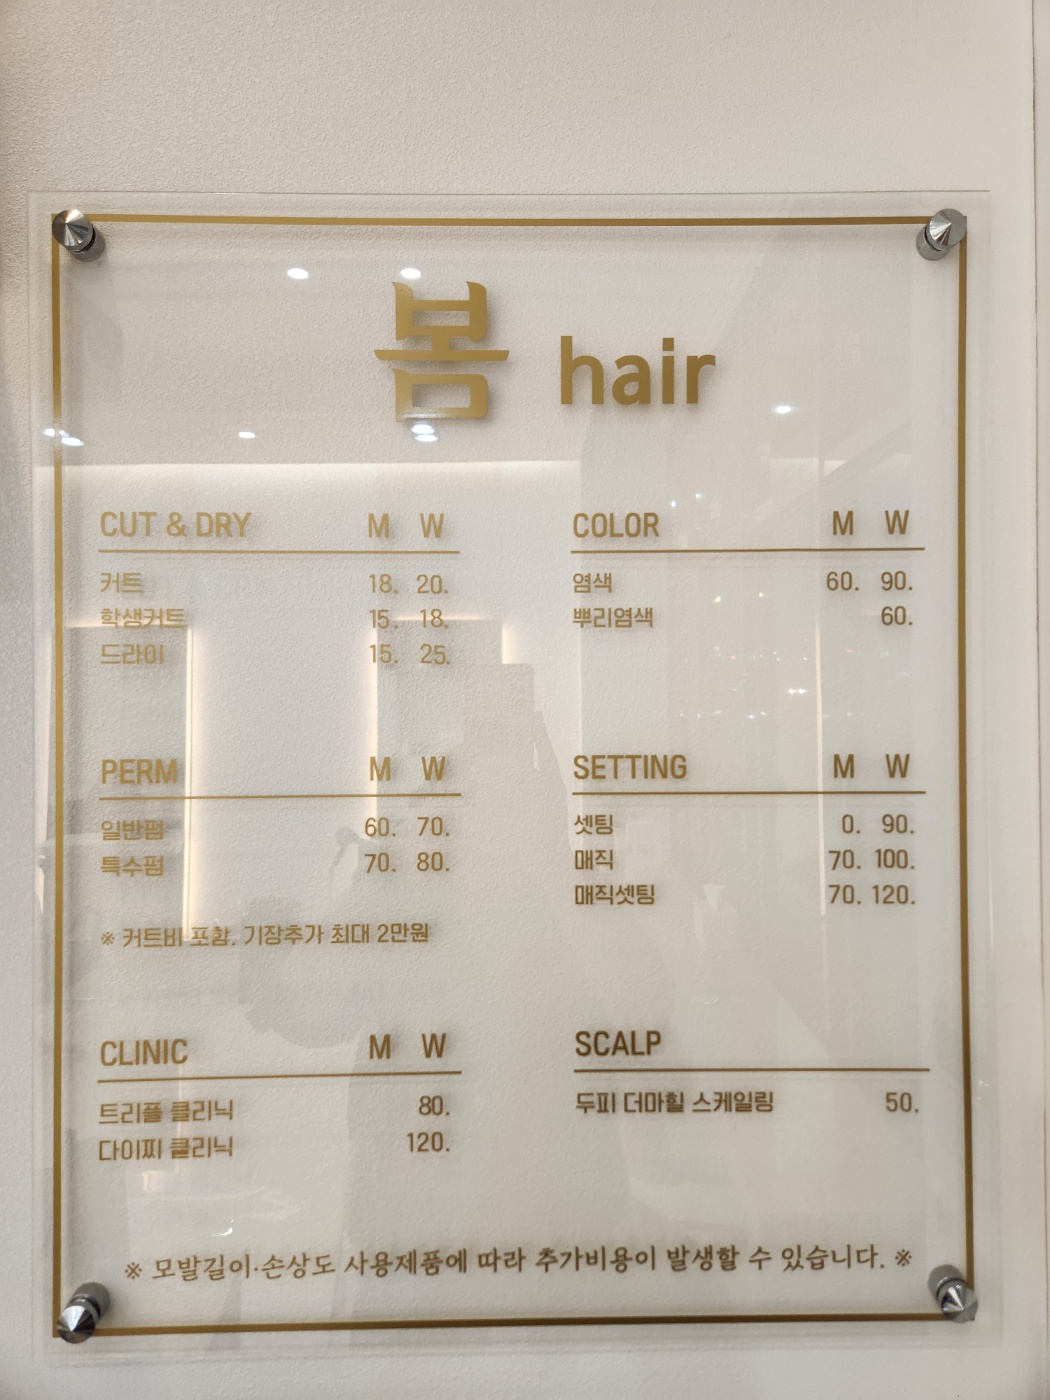 봄 hair
CUT & DRY M W
커트 18. 20.
학생커트 15. 18.
드라이 15. 25.
COLOR M W
염색 60. 90.
뿌리염색 60.
PERM M W
일반펌 60. 70.
특수펌 70. 80.
※ 커트비 포함, 기장추가 최대 2만원
SETTING M W
셋팅 0. 90.
매직 70. 100.
매직셋팅 70. 120.
CLINIC M W
트리플 클리닉 80.
다이찌 클리닉 120.
SCALP
두피 더마힐 스케일링 50.
※ 모발길이·손상도 사용제품에 따라 추가비용이 발생할 수 있습니다. ※